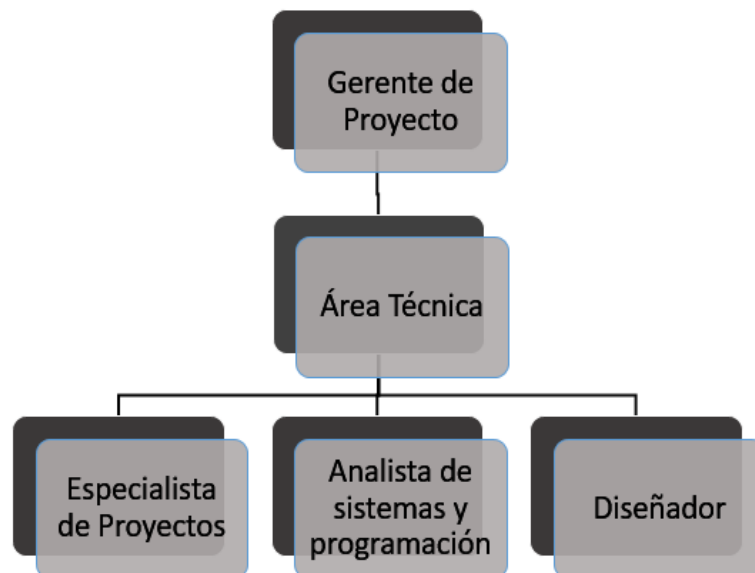 Gerente de
Proyecto
Área Técnica
Especialista
de Proyectos
Analista de
sistemas y
programación
Diseñador